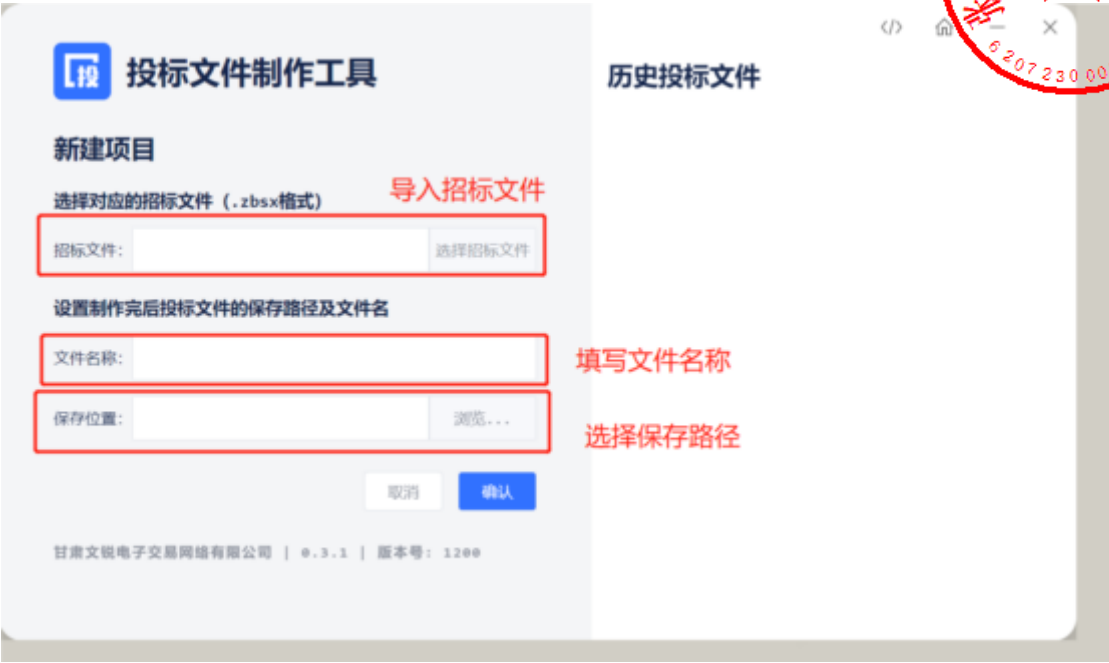 </>
张
620723000
投
投标文件制作工具
历史投标文件
新建项目
选择对应的招标文件（.zbsx格式）
导入招标文件
招标文件：
选择招标文件
设置制作完后投标文件的保存路径及文件名
文件名称：
填写文件名称
保存位置：
浏览...
选择保存路径
取消
确认
甘肃文锐电子交易网络有限公司 | 0.3.1 | 版本号：1200